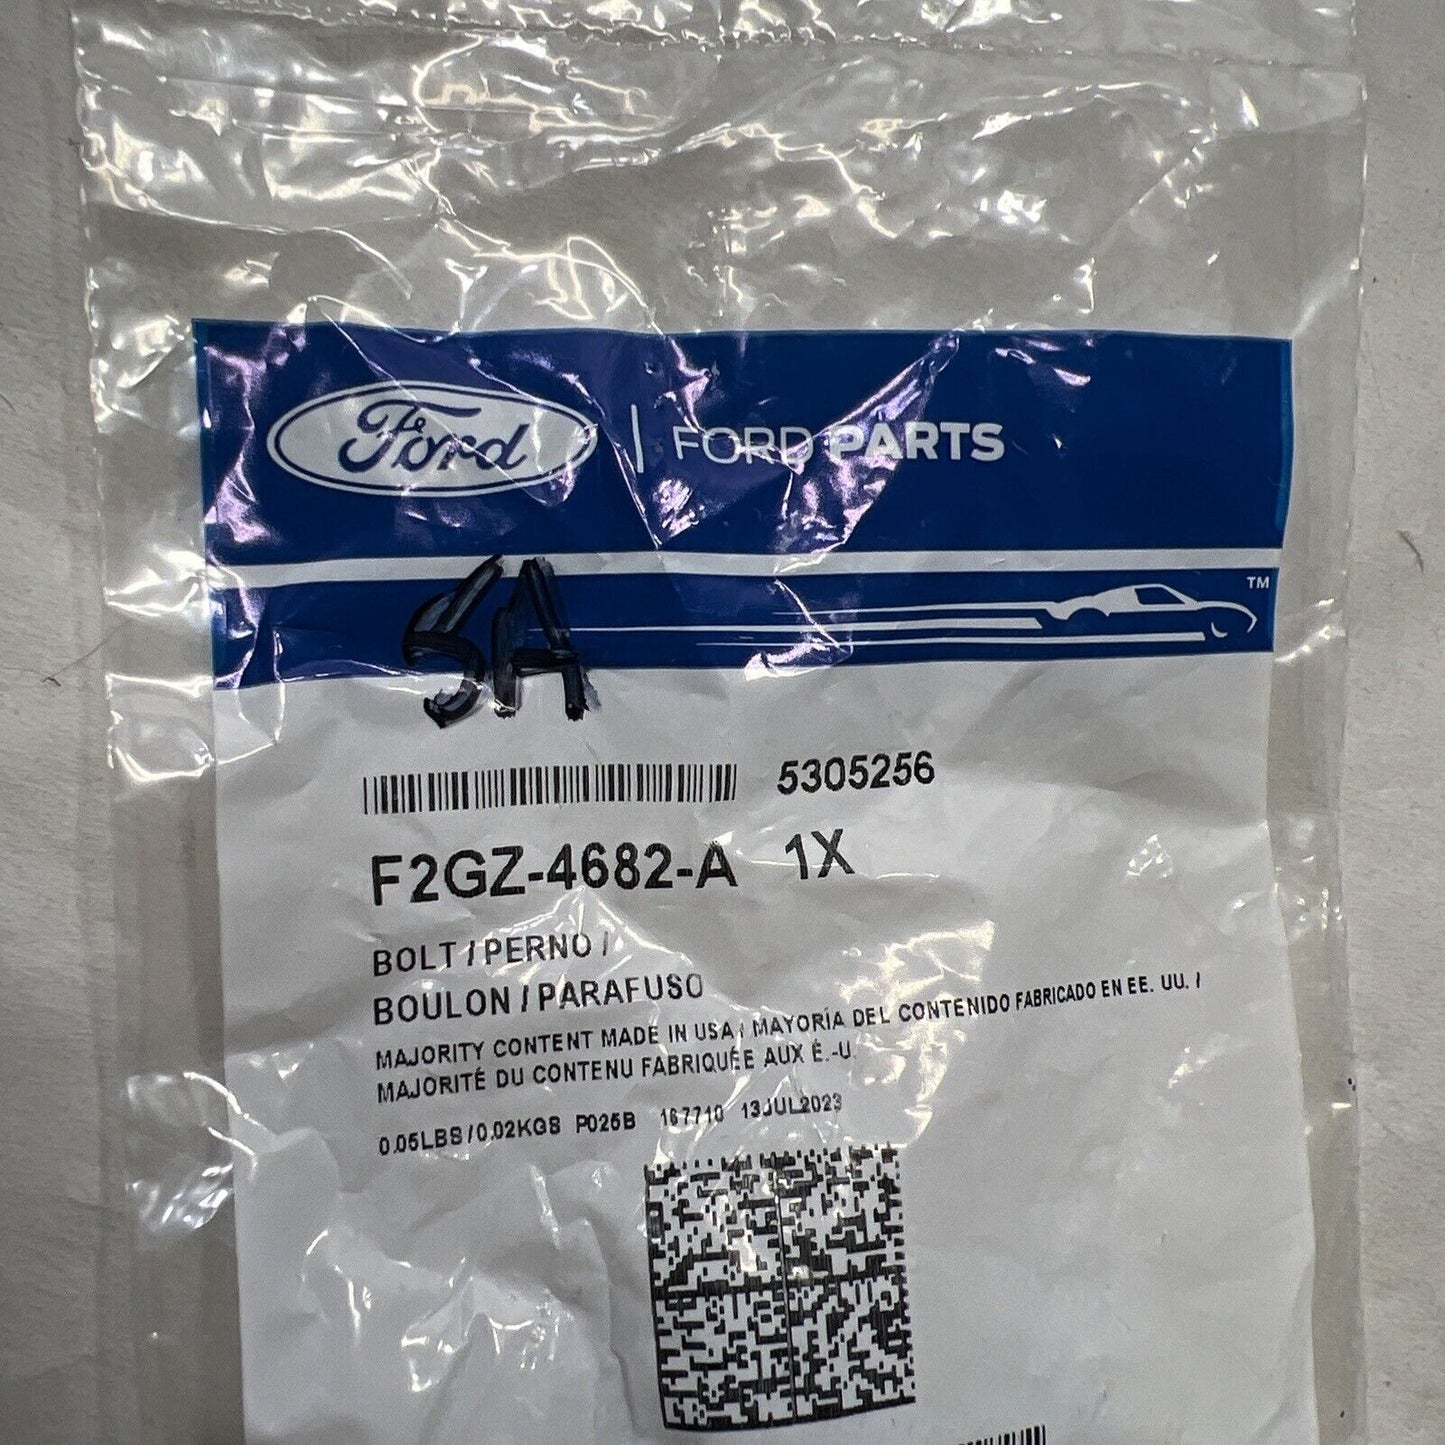 Ford | FORD PARTS
TM
5A
5305256
F2GZ-4682-A 1X
BOLT / PERNO /
BOULON / PARAFUSO
MAJORITY CONTENT MADE IN USA / MAYORÍA DEL CONTENIDO FABRICADO EN EE. UU. /
MAJORITÉ DU CONTENU FABRIQUÉE AUX É.-U.
0.05LBS / 0.02KGS P025B 167710 13JUL2023